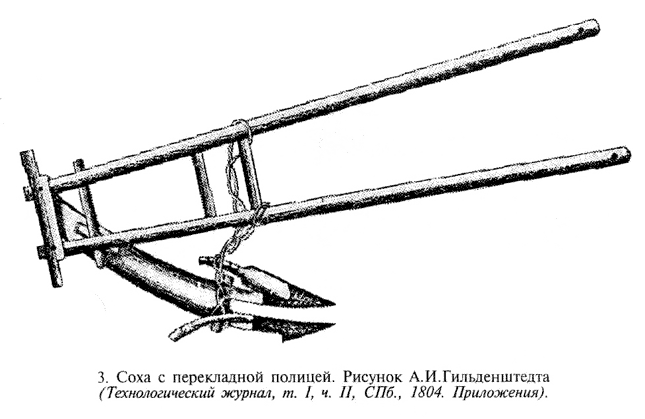 3. Соха с перекладной полицей. Рисунок А.И.Гильденштедта
(Технологический журнал, т. I, ч. II, СПб., 1804. Приложения).